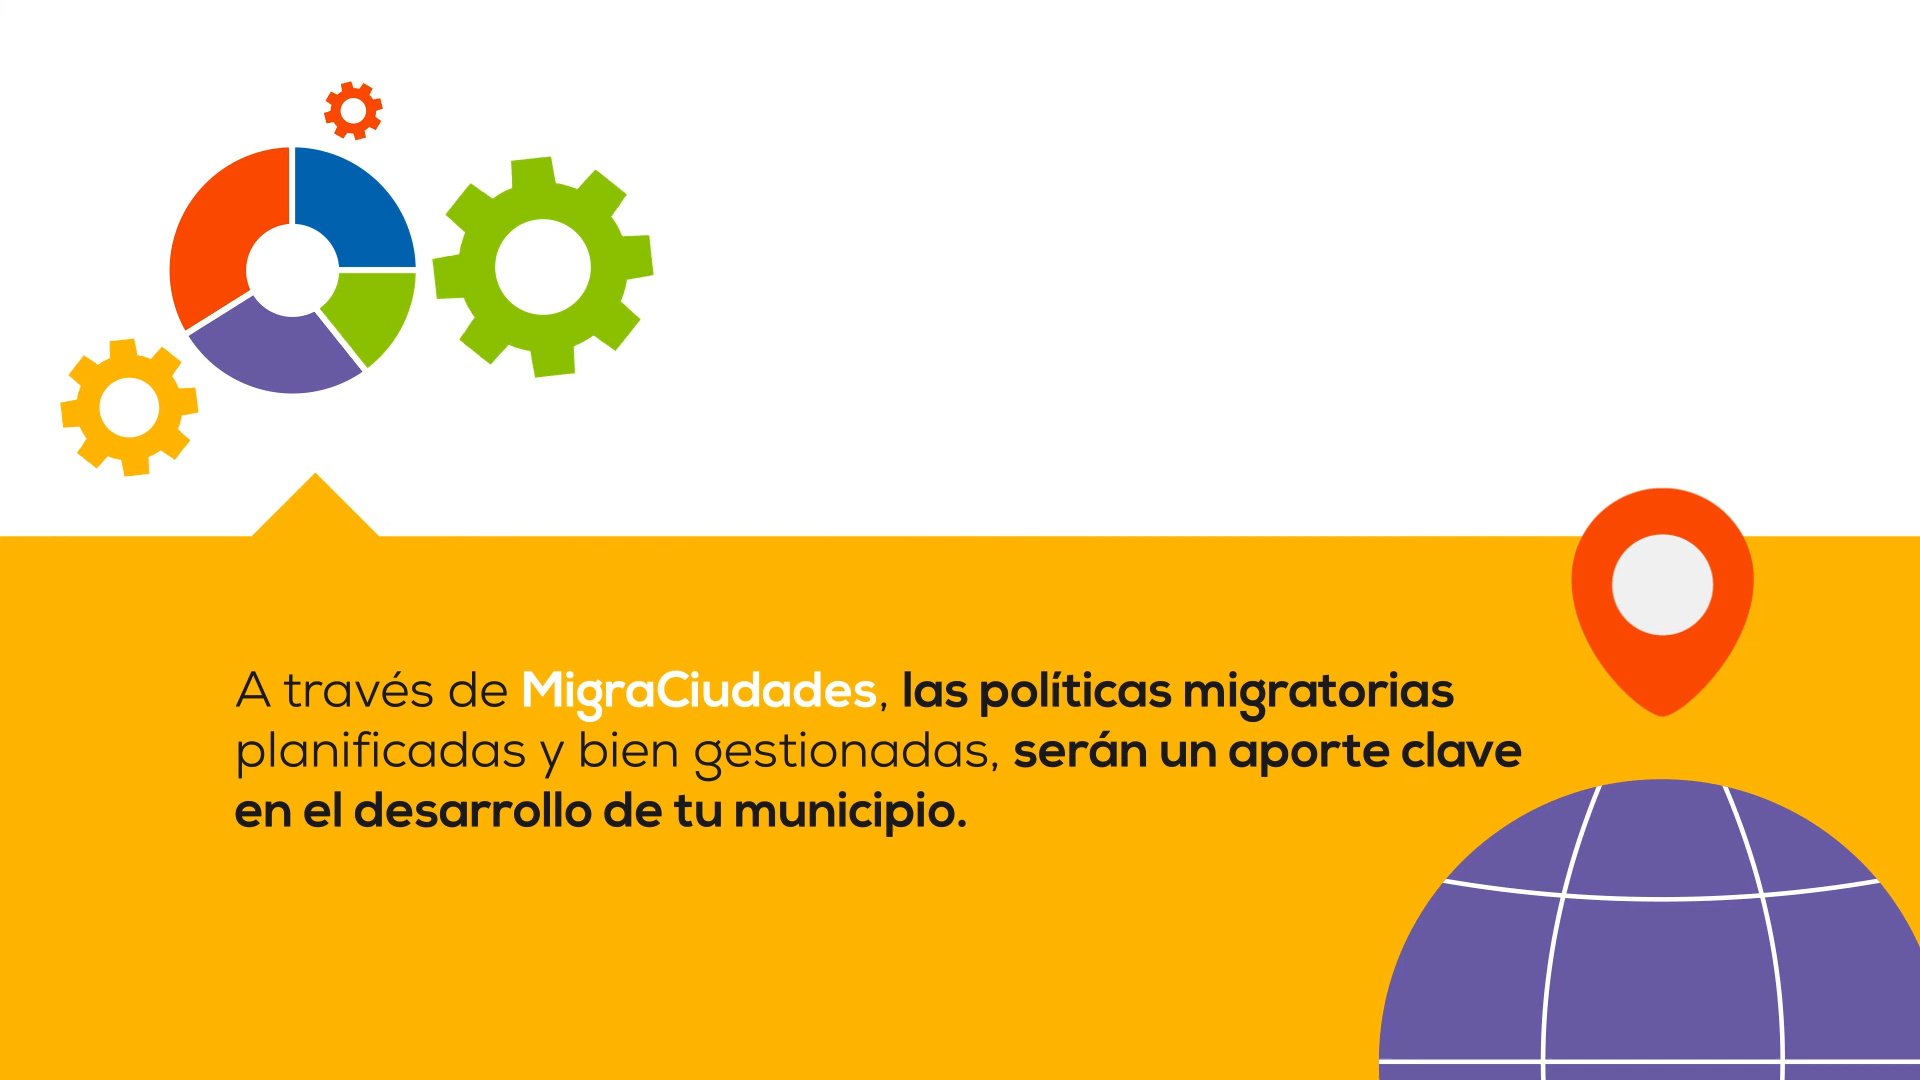 A través de MigraCiudades, las políticas migratorias
planificadas y bien gestionadas, serán un aporte clave
en el desarrollo de tu municipio.